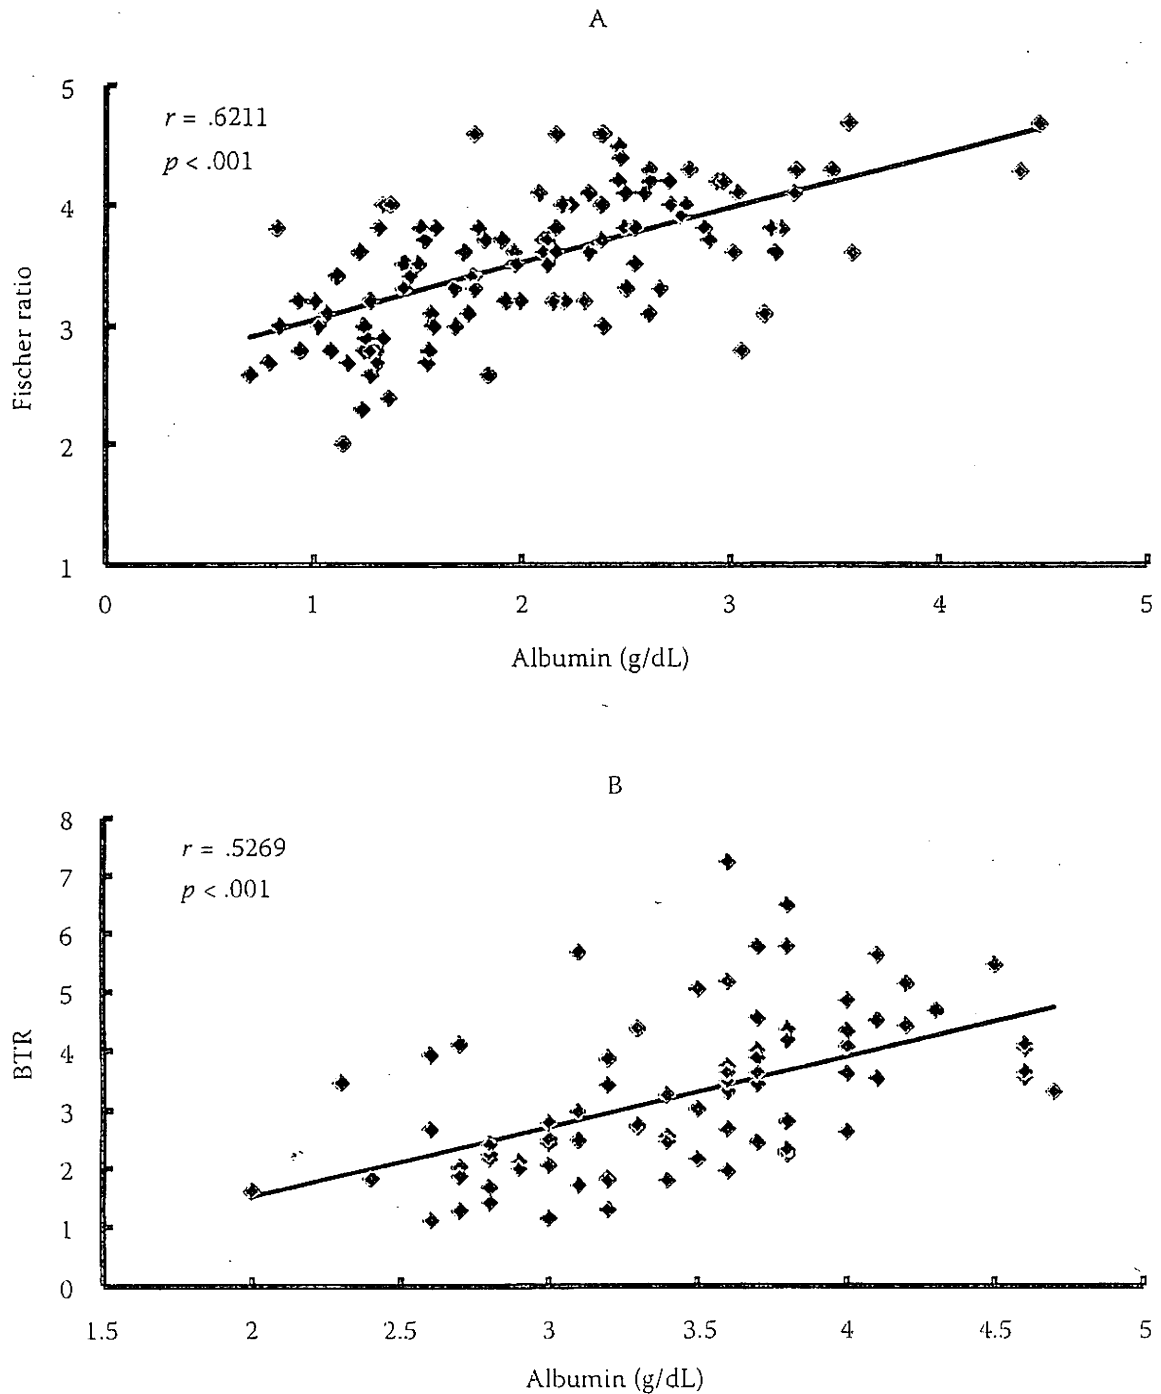 A
5
r = .6211
p < .001
4
Fischer ratio
3
2
1
0 1 2 3 4 5
Albumin (g/dL)
B
8
r = .5269
7
p < .001
6
5
4
BTR
3
2
1
0
1.5 2 2.5 3 3.5 4 4.5 5
Albumin (g/dL)